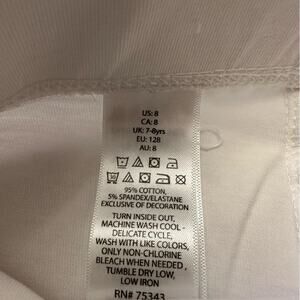 US: 8
CA: 8
UK: 7-8yrs
EU: 128
AU: 8
95% COTTON,
5% SPANDEX/ELASTANE
EXCLUSIVE OF DECORATION
TURN INSIDE OUT,
MACHINE WASH COOL -
DELICATE CYCLE,
WASH WITH LIKE COLORS,
ONLY NON-CHLORINE
BLEACH WHEN NEEDED ,
TUMBLE DRY LOW,
LOW IRON
RN# 75343